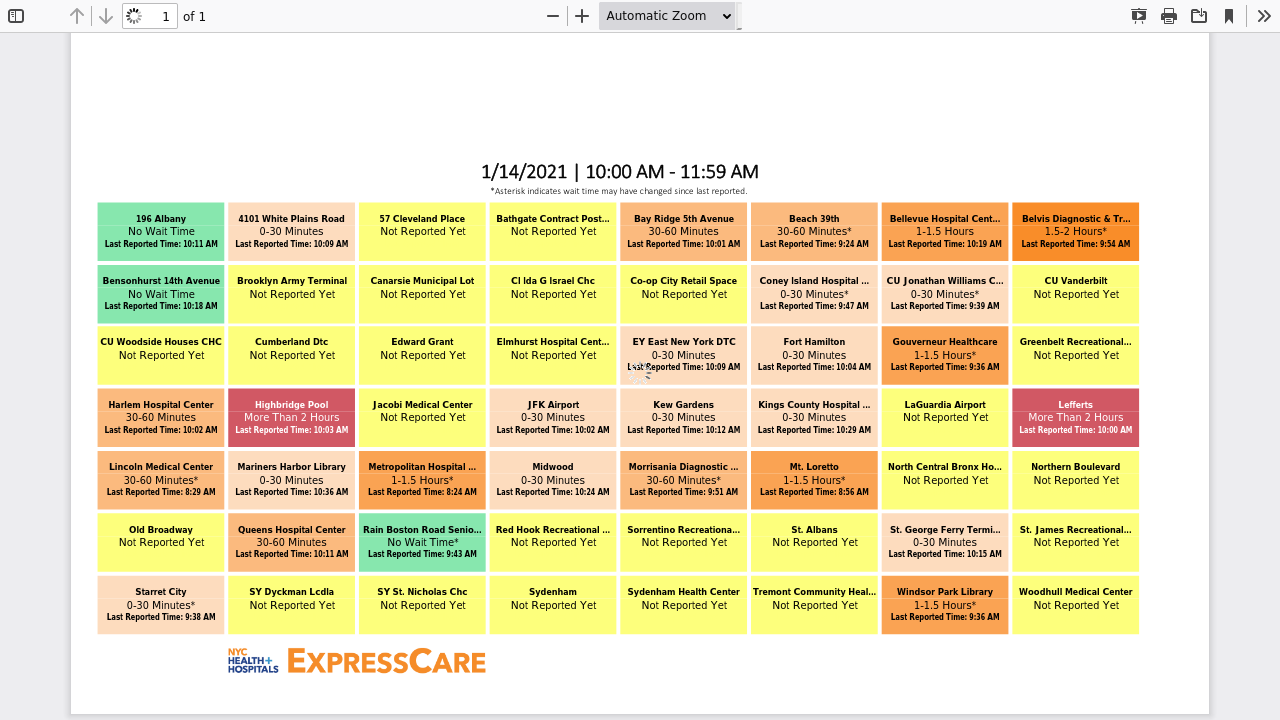 1 of 1 Automatic Zoom
1/14/2021 | 10:00 AM - 11:59 AM
*Asterisk indicates wait time may have changed since last reported.
196 Albany
No Wait Time
Last Reported Time: 10:11 AM
4101 White Plains Road
0-30 Minutes
Last Reported Time: 10:09 AM
57 Cleveland Place
Not Reported Yet
Bathgate Contract Post...
Not Reported Yet
Bay Ridge 5th Avenue
30-60 Minutes
Last Reported Time: 10:01 AM
Beach 39th
30-60 Minutes*
Last Reported Time: 9:24 AM
Bellevue Hospital Cent...
1-1.5 Hours
Last Reported Time: 10:19 AM
Belvis Diagnostic & Tr...
1.5-2 Hours*
Last Reported Time: 9:54 AM
Bensonhurst 14th Avenue
No Wait Time
Last Reported Time: 10:18 AM
Brooklyn Army Terminal
Not Reported Yet
Canarsie Municipal Lot
Not Reported Yet
Cl Ida G Israel Chc
Not Reported Yet
Co-op City Retail Space
Not Reported Yet
Coney Island Hospital ...
0-30 Minutes*
Last Reported Time: 9:47 AM
CU Jonathan Williams C...
0-30 Minutes*
Last Reported Time: 9:39 AM
CU Vanderbilt
Not Reported Yet
CU Woodside Houses CHC
Not Reported Yet
Cumberland Dtc
Not Reported Yet
Edward Grant
Not Reported Yet
Elmhurst Hospital Cent...
Not Reported Yet
EY East New York DTC
0-30 Minutes
Last Reported Time: 10:09 AM
Fort Hamilton
0-30 Minutes
Last Reported Time: 10:04 AM
Gouverneur Healthcare
1-1.5 Hours*
Last Reported Time: 9:36 AM
Greenbelt Recreational...
Not Reported Yet
Harlem Hospital Center
30-60 Minutes
Last Reported Time: 10:02 AM
Highbridge Pool
More Than 2 Hours
Last Reported Time: 10:03 AM
Jacobi Medical Center
Not Reported Yet
JFK Airport
0-30 Minutes
Last Reported Time: 10:02 AM
Kew Gardens
0-30 Minutes
Last Reported Time: 10:12 AM
Kings County Hospital ...
0-30 Minutes
Last Reported Time: 10:29 AM
LaGuardia Airport
Not Reported Yet
Lefferts
More Than 2 Hours
Last Reported Time: 10:00 AM
Lincoln Medical Center
30-60 Minutes*
Last Reported Time: 8:29 AM
Mariners Harbor Library
0-30 Minutes
Last Reported Time: 10:36 AM
Metropolitan Hospital ...
1-1.5 Hours*
Last Reported Time: 8:24 AM
Midwood
0-30 Minutes
Last Reported Time: 10:24 AM
Morrisania Diagnostic ...
30-60 Minutes*
Last Reported Time: 9:51 AM
Mt. Loretto
1-1.5 Hours*
Last Reported Time: 8:56 AM
North Central Bronx Ho...
Not Reported Yet
Northern Boulevard
Not Reported Yet
Old Broadway
Not Reported Yet
Queens Hospital Center
30-60 Minutes
Last Reported Time: 10:11 AM
Rain Boston Road Senio...
No Wait Time*
Last Reported Time: 9:43 AM
Red Hook Recreational ...
Not Reported Yet
Sorrentino Recreationa...
Not Reported Yet
St. Albans
Not Reported Yet
St. George Ferry Termi...
0-30 Minutes
Last Reported Time: 10:15 AM
St. James Recreational...
Not Reported Yet
Starret City
0-30 Minutes*
Last Reported Time: 9:38 AM
SY Dyckman Lcdla
Not Reported Yet
SY St. Nicholas Chc
Not Reported Yet
Sydenham
Not Reported Yet
Sydenham Health Center
Not Reported Yet
Tremont Community Heal...
Not Reported Yet
Windsor Park Library
1-1.5 Hours*
Last Reported Time: 9:36 AM
Woodhull Medical Center
Not Reported Yet
NYC
HEALTH+
HOSPITALS
EXPRESSCARE